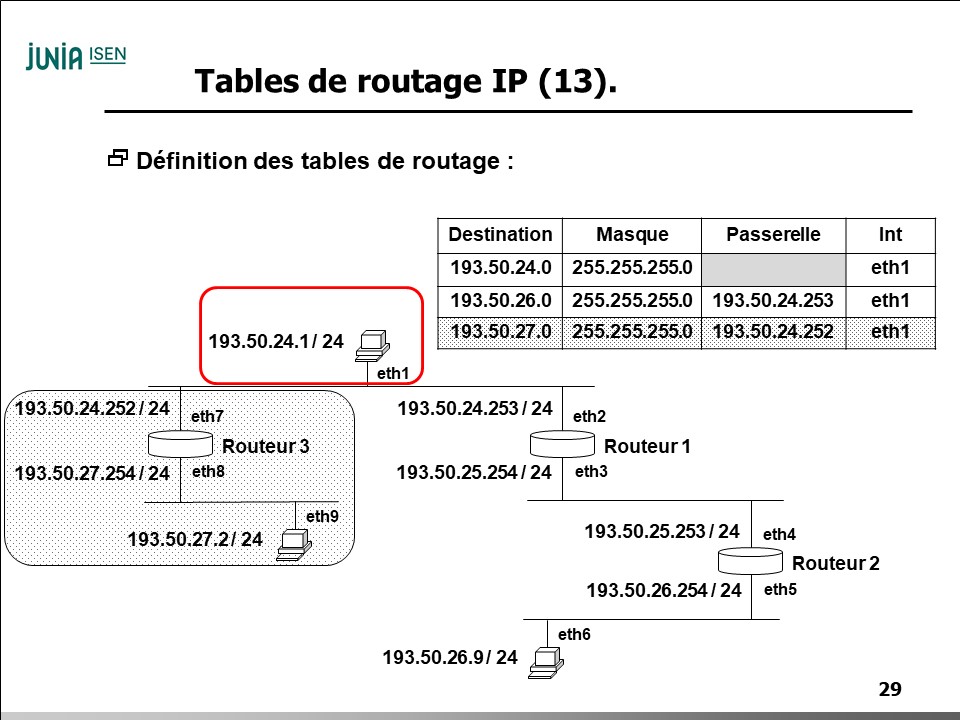 JUNIA ISEN
Tables de routage IP (13).
Définition des tables de routage :
Destination Masque Passerelle Int
193.50.24.0 255.255.255.0 eth1
193.50.26.0 255.255.255.0 193.50.24.253 eth1
193.50.27.0 255.255.255.0 193.50.24.252 eth1
193.50.24.1 / 24
eth1
193.50.24.252 / 24
eth7
Routeur 3
193.50.27.254 / 24
eth8
eth9
193.50.27.2 / 24
193.50.24.253 / 24
eth2
Routeur 1
193.50.25.254 / 24
eth3
193.50.25.253 / 24
eth4
Routeur 2
193.50.26.254 / 24
eth5
eth6
193.50.26.9 / 24
29